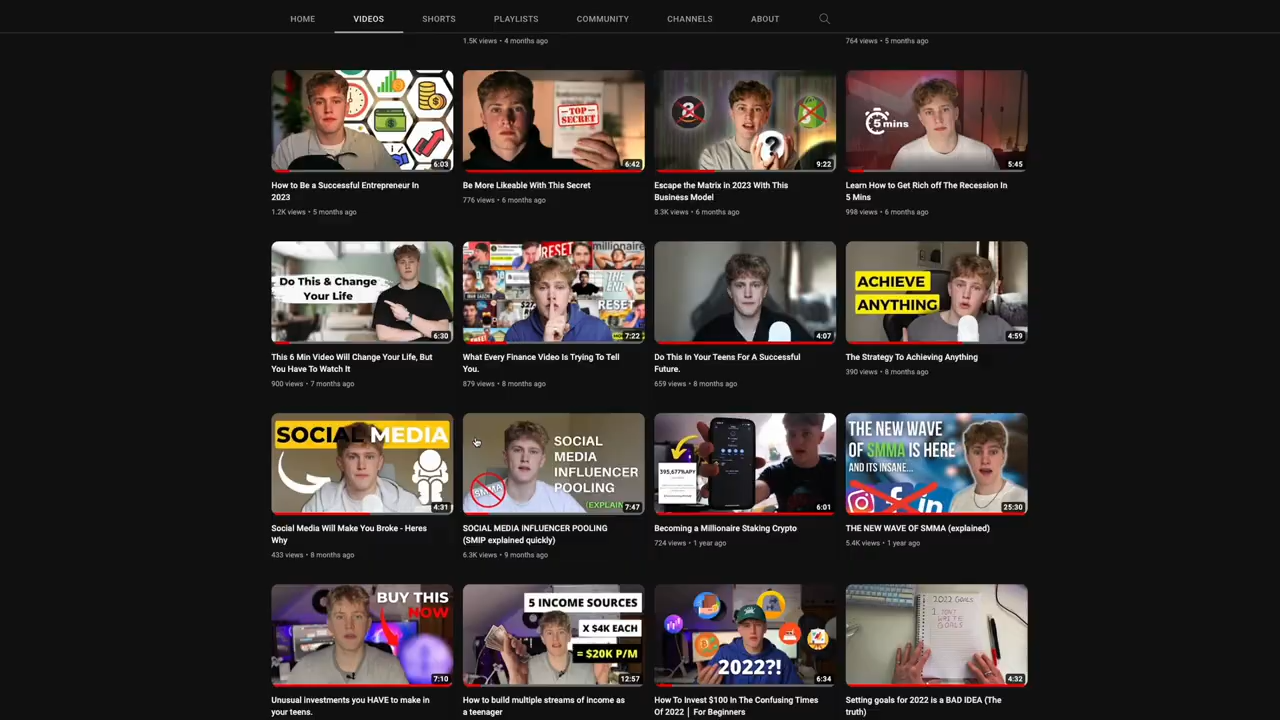 HOME VIDEOS SHORTS PLAYLISTS COMMUNITY CHANNELS ABOUT
1.5K views • 4 months ago
764 views • 5 months ago
6:03
TOP SECRET
6:42
?
9:22
5 mins
5:45
How to Be a Successful Entrepreneur In
2023
1.2K views • 5 months ago
Be More Likeable With This Secret
776 views • 6 months ago
Escape the Matrix in 2023 With This
Business Model
8.3K views • 6 months ago
Learn How to Get Rich off The Recession In
5 Mins
998 views • 6 months ago
Do This & Change
Your Life
6:30
RESET
millionaire
THE
END
RESET
7:22
4:07
ACHIEVE
ANYTHING
4:59
This 6 Min Video Will Change Your Life, But
You Have To Watch It
900 views • 7 months ago
What Every Finance Video Is Trying To Tell
You.
879 views • 8 months ago
Do This In Your Teens For A Successful
Future.
659 views • 8 months ago
The Strategy To Achieving Anything
390 views • 8 months ago
SOCIAL MEDIA
4:31
SOCIAL
MEDIA
INFLUENCER
POOLING
SMMA
(EXPLAIN
7:47
395,677%APY
6:01
THE NEW WAVE
OF SMMA IS HERE
AND ITS INSANE...
25:30
Social Media Will Make You Broke - Heres
Why
433 views • 8 months ago
SOCIAL MEDIA INFLUENCER POOLING
(SMIP explained quickly)
6.3K views • 9 months ago
Becoming a Millionaire Staking Crypto
724 views • 1 year ago
THE NEW WAVE OF SMMA (explained)
5.4K views • 1 year ago
BUY THIS
NOW
7:10
5 INCOME SOURCES
X $4K EACH
= $20K P/M
12:57
2022?!
6:34
2022 GOALS
1. DONT
WRITE
GOALS
4:32
Unusual investments you HAVE to make in
your teens.
How to build multiple streams of income as
a teenager
How To Invest $100 In The Confusing Times
Of 2022 | For Beginners
Setting goals for 2022 is a BAD IDEA (The
truth)